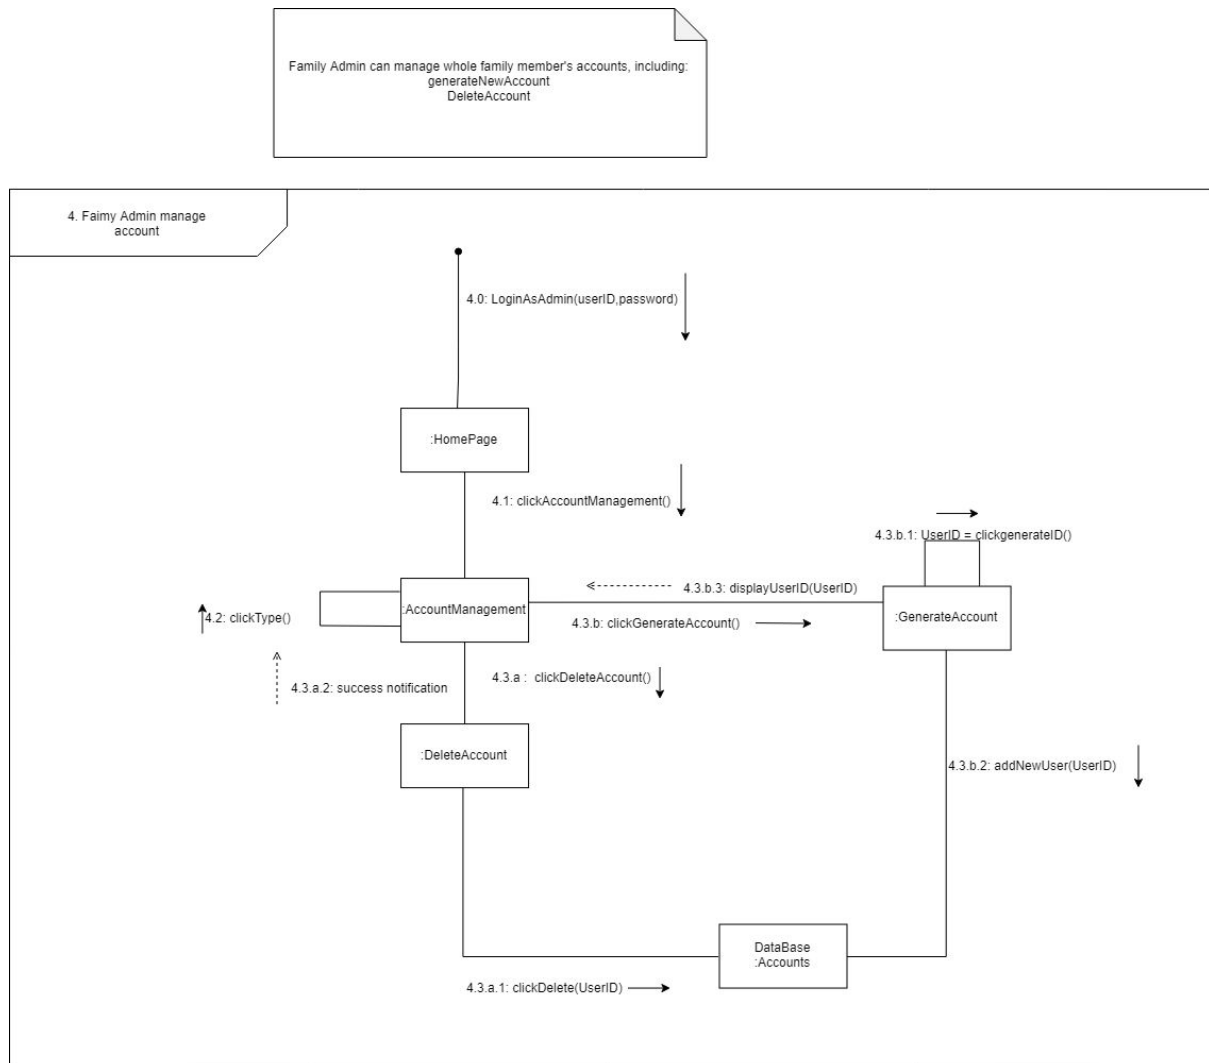 Family Admin can manage whole family member's accounts, including:
generateNewAccount
DeleteAccount
4. Faimy Admin manage
account
4.0: LoginAsAdmin(userID,password)
:HomePage
4.1: clickAccountManagement()
4.3.b.1: UserID = clickgenerateID()
4.3.b.3: displayUserID(UserID)
:AccountManagement
4.2: clickType()
4.3.b: clickGenerateAccount()
:GenerateAccount
4.3.a : clickDeleteAccount()
4.3.a.2: success notification
:DeleteAccount
4.3.b.2: addNewUser(UserID)
DataBase
:Accounts
4.3.a.1: clickDelete(UserID)